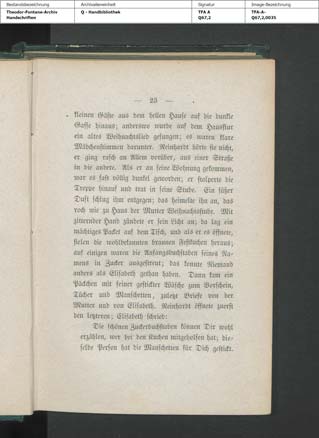 Bestandsbezeichnung
Archivalieneinheit
Signatur
Image-Bezeichnung
Theodor-Fontane-Archiv
Handschriften
Q - Handbibliothek
TFA A
Q67,2
TFA-A-
Q67,2,0035
— 25 —
kleinen Gäste aus dem hellen Hause auf die dunkle
Gasse hinaus; anderswo wurde auf dem Hausflur
ein altes Weihnachtslied gesungen; es waren klare
Mädchenstimmen darunter. Reinhardt hörte sie nicht,
er ging rasch an Allem vorüber, aus einer Straße
in die andere. Als er an seine Wohnung gekommen,
war es fast völlig dunkel geworden; er stolperte die
Treppe hinauf und trat in seine Stube. Ein süßer
Duft schlug ihm entgegen; das heimelte ihn an, das
roch wie zu Haus der Mutter Weihnachtsstube. Mit
zitternder Hand zündete er sein Licht an; da lag ein
mächtiges Packet auf dem Tisch, und als er es öffnete,
fielen die wohlbekannten braunen Festkuchen heraus;
auf einigen waren die Anfangsbuchstaben seines Na-
mens in Zucker ausgestreut; das konnte Niemand
anders als Elisabeth gethan haben. Dann kam ein
Päckchen mit feiner gestickter Wäsche zum Vorschein,
Tücher und Manschetten, zuletzt Briefe von der
Mutter und von Elisabeth. Reinhardt öffnete zuerst
den letzteren; Elisabeth schrieb:
Die schönen Zuckerbuchstaben können Dir wohl
erzählen, wer bei den Kuchen mitgeholfen hat; die-
selbe Person hat die Manschetten für Dich gestickt.